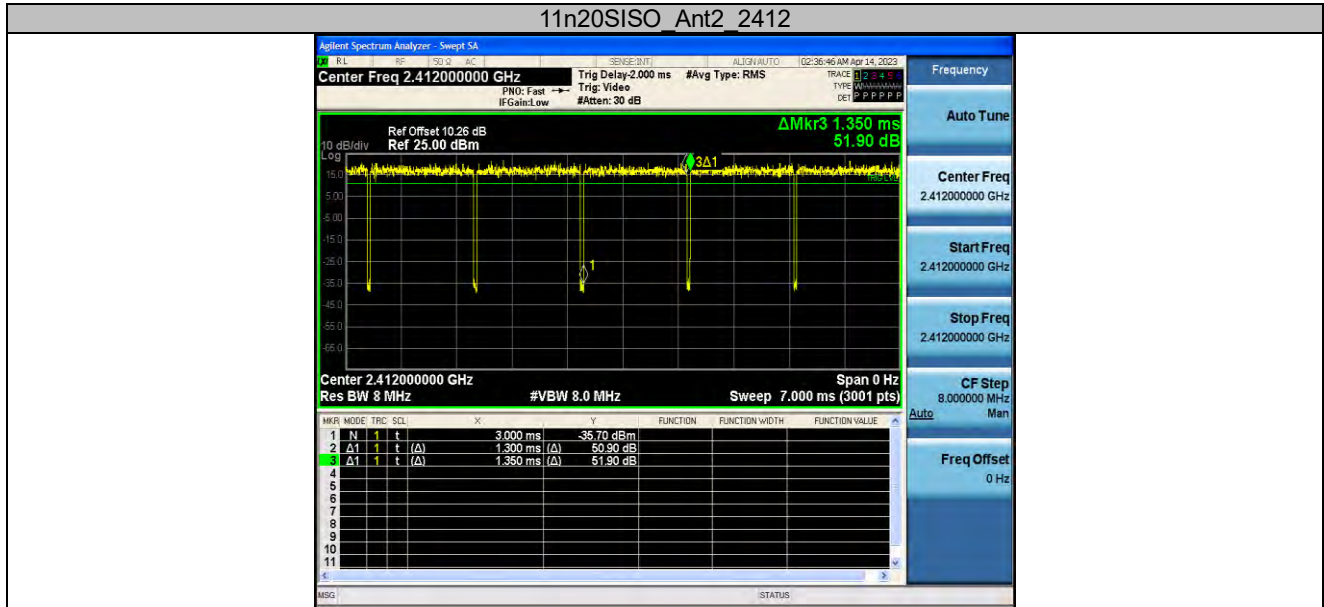 11n20SISO_Ant2_2412
Agilent Spectrum Analyzer - Swept SA
RL RF 50 Ω AC SENSE:INT ALIGN AUTO 02:36:46 AM Apr 14, 2023
Center Freq 2.412000000 GHz
PNO: Fast
IFGain:Low
Trig Delay-2.000 ms
Trig: Video
#Atten: 30 dB
#Avg Type: RMS
TRACE 1 2 3 4 5 6
TYPE
DET P P P P P P
ΔMkr3 1.350 ms
51.90 dB
Ref Offset 10.26 dB
10 dB/div Ref 25.00 dBm
Log
15.0
5.00
-5.00
-15.0
-25.0
-35.0
-45.0
-55.0
-65.0
3Δ1
TRIG LVL
1
Center 2.412000000 GHz Span 0 Hz
Res BW 8 MHz #VBW 8.0 MHz Sweep 7.000 ms (3001 pts)
MKR MODE TRC SCL X Y FUNCTION FUNCTION WIDTH FUNCTION VALUE
1 N 1 t 3.000 ms -35.70 dBm
2 Δ1 1 t (Δ) 1.300 ms (Δ) 50.90 dB
3 Δ1 1 t (Δ) 1.350 ms (Δ) 51.90 dB
4
5
6
7
8
9
10
11
MSG STATUS
Frequency
Auto Tune
Center Freq
2.412000000 GHz
Start Freq
2.412000000 GHz
Stop Freq
2.412000000 GHz
CF Step
8.000000 MHz
Auto Man
Freq Offset
0 Hz